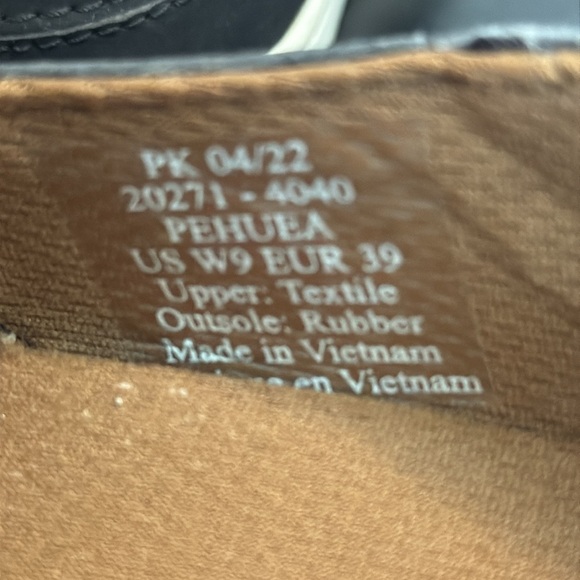 PK 04/22
20271 - 4040
PEHUEA
US W9 EUR 39
Upper: Textile
Outsole: Rubber
Made in Vietnam
en Vietnam